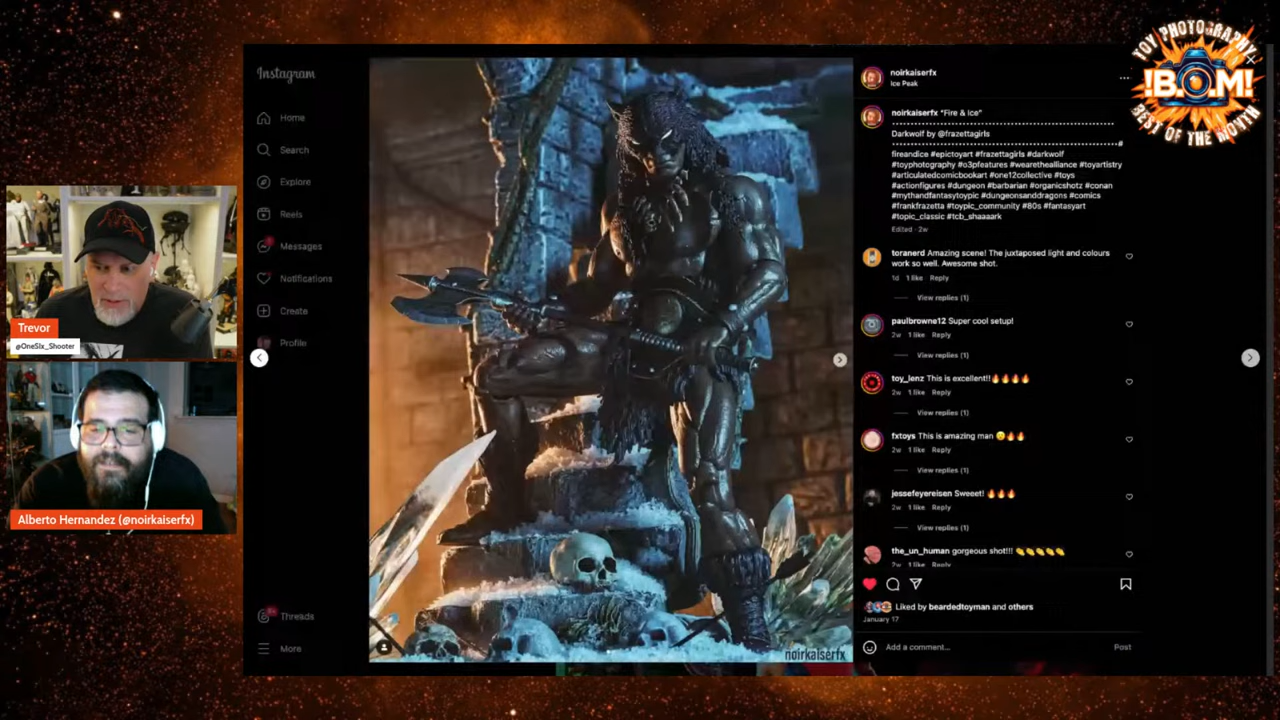 TOY PHOTOGRAPHY
!B.O.M!
BEST OF THE MONTH
Instagram
Home
Search
Explore
Reels
Messages
Notifications
Create
Profile
Threads
More
Trevor
@OneSix_Shooter
Alberto Hernandez (@noirkaiserfx)
noirkaiserfx
noirkaiserfx
Ice Peak
noirkaiserfx "Fire & Ice"
Darkwolf by @frazettagirls
#
fireandice #epictoyart #frazettagirls #darkwolf
#toyphotography #o3pfeatures #wearethealliance #toyartistry
#articulatedcomicbookart #one12collective #toys
#actionfigures #dungeon #barbarian #organicshotz #conan
#mythandfantasytoypic #dungeonsanddragons #comics
#frankfrazetta #toypic_community #80s #fantasyart
#topic_classic #tcb_shaaaark
Edited · 2w
toranerd Amazing scene! The juxtaposed light and colours
work so well. Awesome shot.
1d 1 like Reply
View replies (1)
paulbrowne12 Super cool setup!
2w 1 like Reply
View replies (1)
toy_lenz This is excellent!!🔥🔥🔥🔥
2w 1 like Reply
View replies (1)
fxtoys This is amazing man 😮🔥🔥
2w 1 like Reply
View replies (1)
jessefeyereisen Sweeet! 🔥🔥🔥
2w 1 like Reply
View replies (1)
the_un_human gorgeous shot!!! 👏👏👏👏👏
2w 1 like Reply
Liked by beardedtoyman and others
January 17
Add a comment...
Post